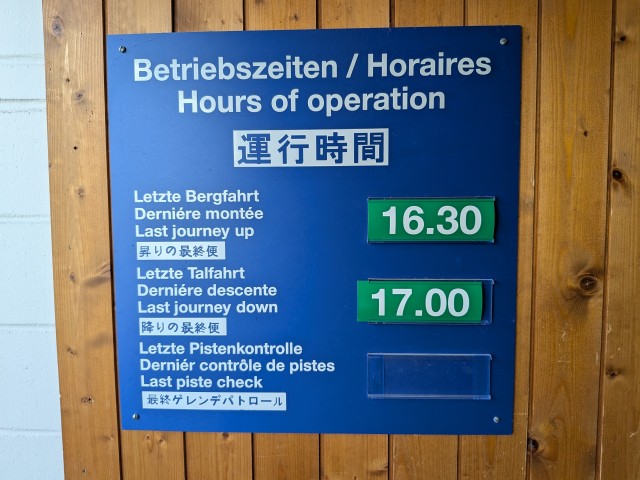 Betriebszeiten / Horaires
Hours of operation
運行時間
Letzte Bergfahrt
Derniére montée
Last journey up
昇りの最終便
16.30
Letzte Talfahrt
Derniére descente
Last journey down
降りの最終便
17.00
Letzte Pistenkontrolle
Derniér contrôle de pistes
Last piste check
最終ゲレンデパトロール